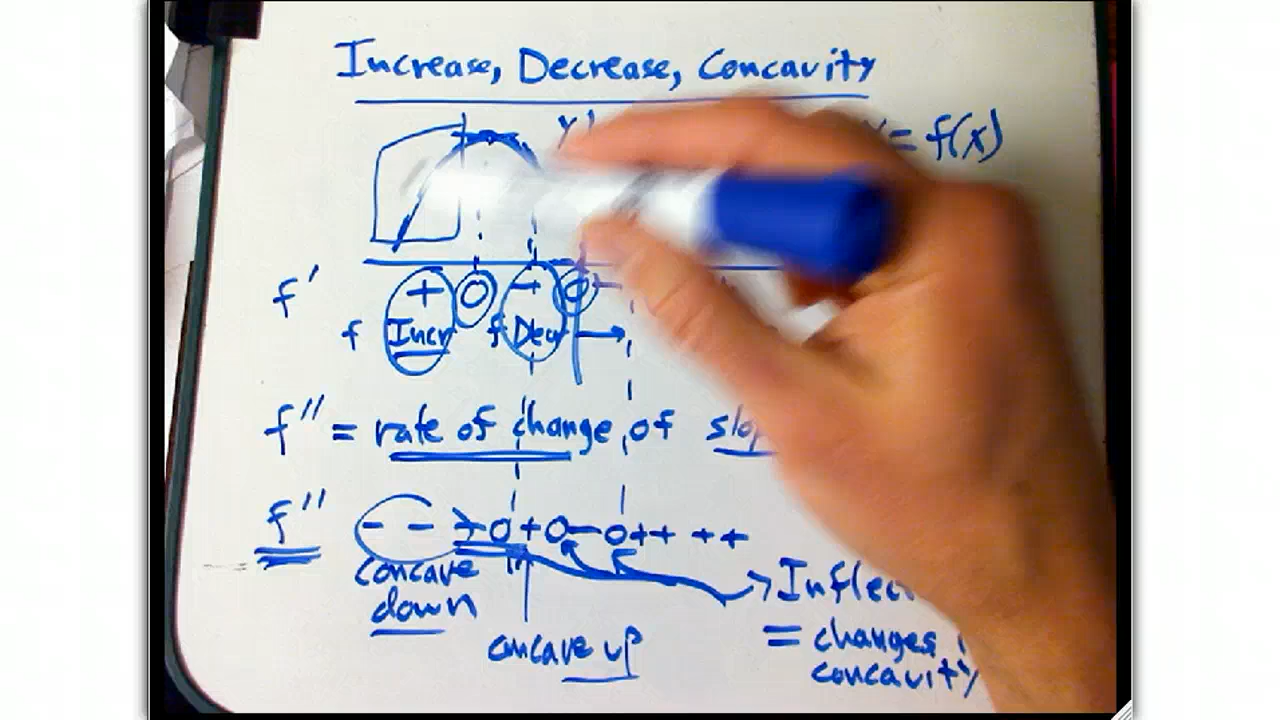 Increase, Decrease, Concavity
= f(x)
f' + 0 - 0 -
f Incr f Decr
f'' = rate of change of
f'' - - 0 + 0 - 0 + + + +
concave down
concave up
= changes
concavity